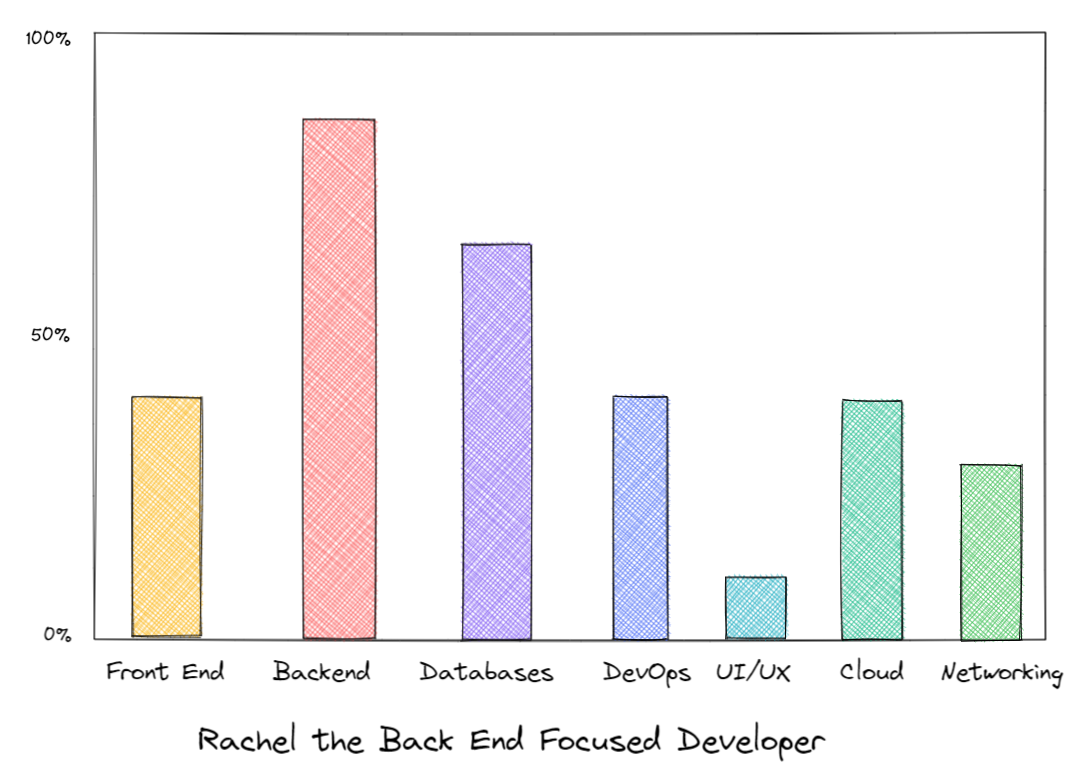 100%
50%
0%
Front End Backend Databases DevOps UI/UX Cloud Networking
Rachel the Back End Focused Developer